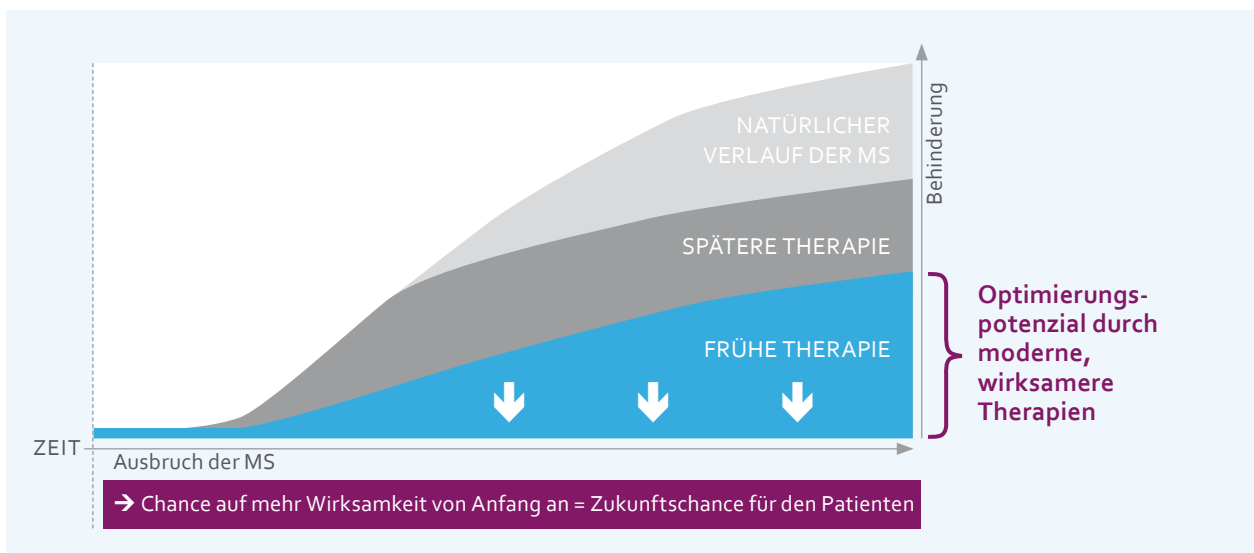 NATÜRLICHER
VERLAUF DER MS
Behinderung
SPÄTERE THERAPIE
FRÜHE THERAPIE
Optimierungs-
potenzial durch
moderne,
wirksamere
Therapien
ZEIT
Ausbruch der MS
→ Chance auf mehr Wirksamkeit von Anfang an = Zukunftschance für den Patienten